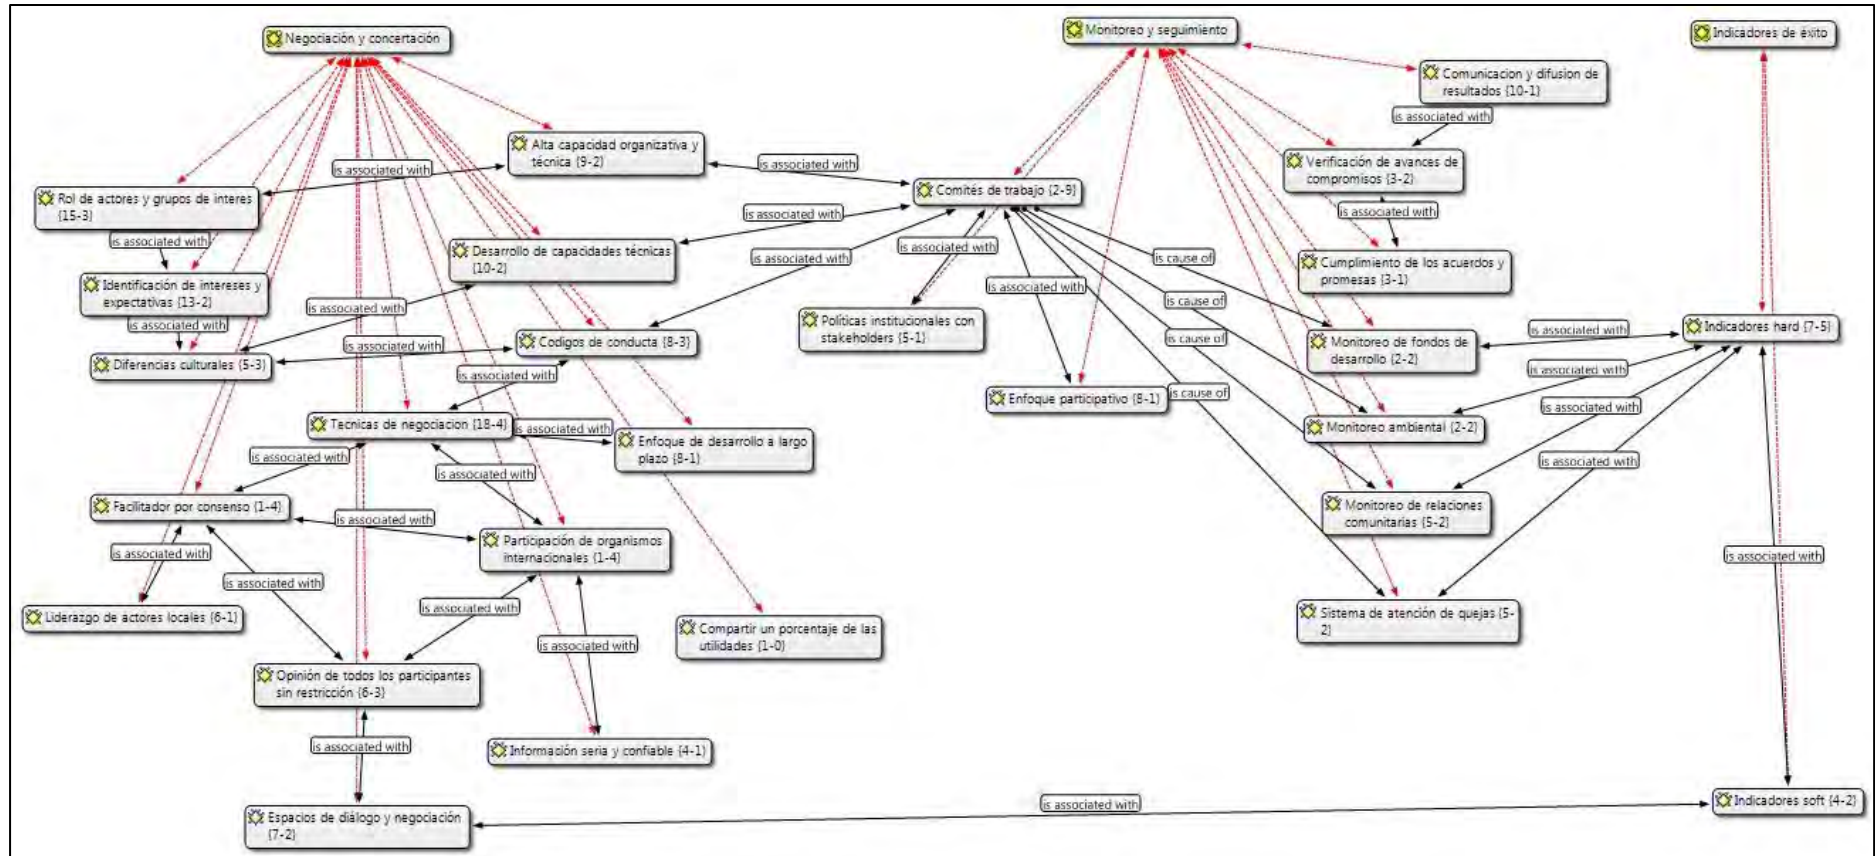 Negociación y concertación
Monitoreo y seguimiento
Indicadores de éxito
Comunicacion y difusion de
resultados {10-1}
is associated with
Alta capacidad organizativa y
técnica {9-2}
is associated with
is associated with
Verificación de avances de
compromisos {3-2}
Rol de actores y grupos de interes
{15-3}
Comités de trabajo {2-9}
is associated with
is associated with
Desarrollo de capacidades técnicas
{10-2}
is associated with
is associated with
is associated with
is cause of
Cumplimiento de los acuerdos y
promesas {3-1}
Identificación de intereses y
expectativas {13-2}
is associated with
is associated with
is cause of
is associated with
Políticas institucionales con
stakeholders {5-1}
Indicadores hard {7-5}
is associated with
Codigos de conducta {8-3}
is associated with
is cause of
Monitoreo de fondos de
desarrollo {2-2}
is associated with
Diferencias culturales {5-3}
is associated with
is associated with
Enfoque participativo {8-1}
is cause of
is associated with
Tecnicas de negociacion {18-4}
is associated with
Enfoque de desarrollo a largo
plazo {8-1}
Monitoreo ambiental {2-2}
is associated with
is associated with
is associated with
Facilitador por consenso {1-4}
is associated with
Monitoreo de relaciones
comunitarias {5-2}
Participación de organismos
internacionales {1-4}
is associated with
is associated with
is associated with
is associated with
Liderazgo de actores locales {6-1}
Sistema de atención de quejas {5-
2}
Compartir un porcentaje de las
utilidades {1-0}
is associated with
Opinión de todos los participantes
sin restricción {6-3}
is associated with
Información seria y confiable {4-1}
is associated with
Indicadores soft {4-2}
Espacios de diálogo y negociación
{7-2}